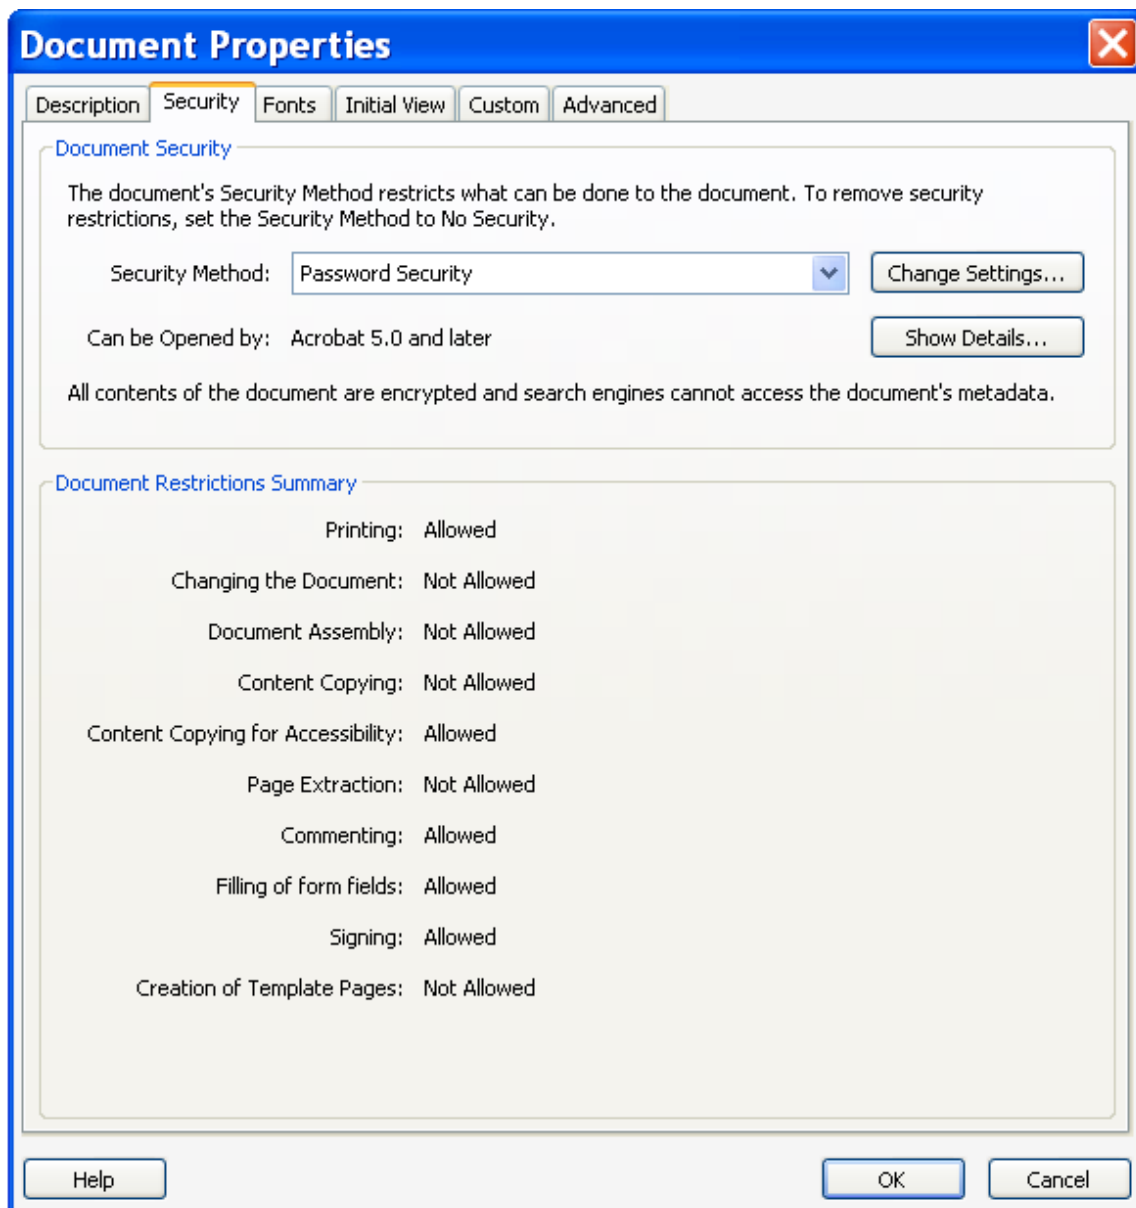 Document Properties
Description Security Fonts Initial View Custom Advanced
Document Security
The document's Security Method restricts what can be done to the document. To remove security
restrictions, set the Security Method to No Security.
Security Method: Password Security Change Settings...
Can be Opened by: Acrobat 5.0 and later Show Details...
All contents of the document are encrypted and search engines cannot access the document's metadata.
Document Restrictions Summary
Printing: Allowed
Changing the Document: Not Allowed
Document Assembly: Not Allowed
Content Copying: Not Allowed
Content Copying for Accessibility: Allowed
Page Extraction: Not Allowed
Commenting: Allowed
Filling of form fields: Allowed
Signing: Allowed
Creation of Template Pages: Not Allowed
Help OK Cancel